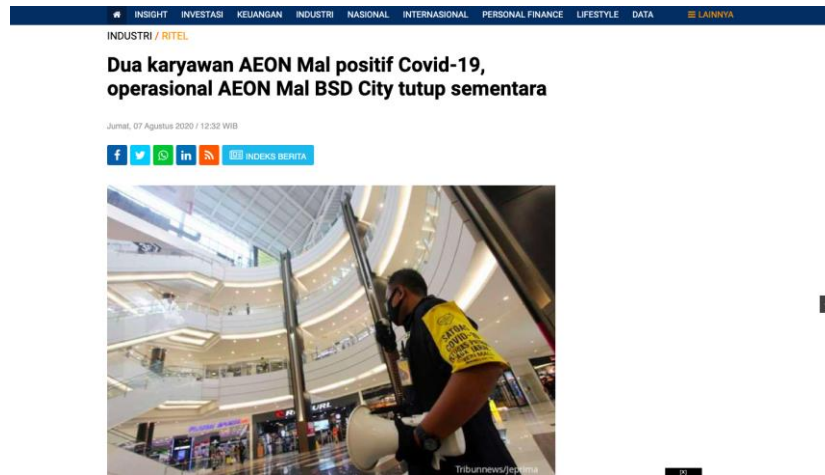 INSIGHT INVESTASI KEUANGAN INDUSTRI NASIONAL INTERNASIONAL PERSONAL FINANCE LIFESTYLE DATA ≡ LAINNYA
INDUSTRI / RITEL
Dua karyawan AEON Mal positif Covid-19,
operasional AEON Mal BSD City tutup sementara
Jumat, 07 Agustus 2020 / 12:32 WIB
INDEKS BERITA
SATGAS
COVID-19
Tribunnews/Jeprima